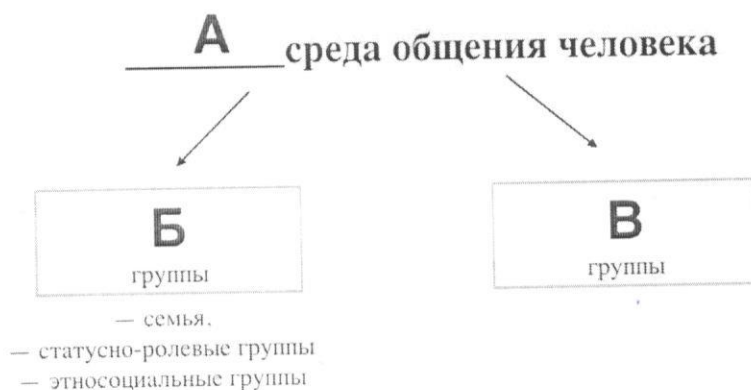 А
среда общения человека
Б
группы
— семья,
— статусно-ролевые группы
— этносоциальные группы
В
группы